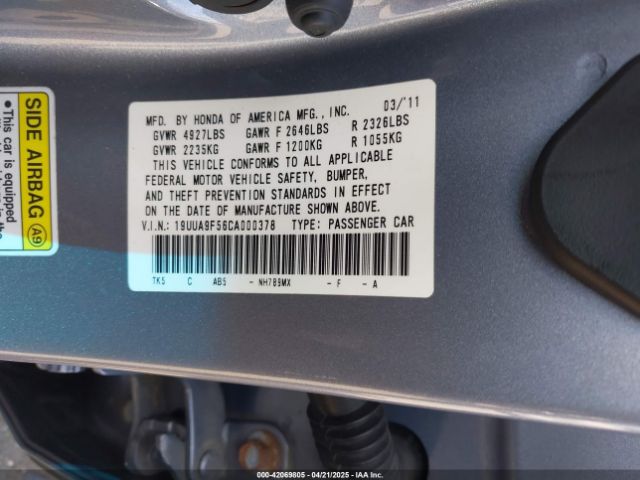 MFD. BY HONDA OF AMERICA MFG., INC. 03/'11
GVWR 4927LBS GAWR F 2646LBS R 2326LBS
GVWR 2235KG GAWR F 1200KG R 1055KG
THIS VEHICLE CONFORMS TO ALL APPLICABLE
FEDERAL MOTOR VEHICLE SAFETY, BUMPER,
AND THEFT PREVENTION STANDARDS IN EFFECT
ON THE DATE OF MANUFACTURE SHOWN ABOVE.
V.I.N.: 19UUA9F56CA000378 TYPE: PASSENGER CAR
TK5 C AB5 - NH789MX - F - A
SIDE AIRBAG A9
•This car is equipped
000-42069805 - 04/21/2025 - IAA Inc.